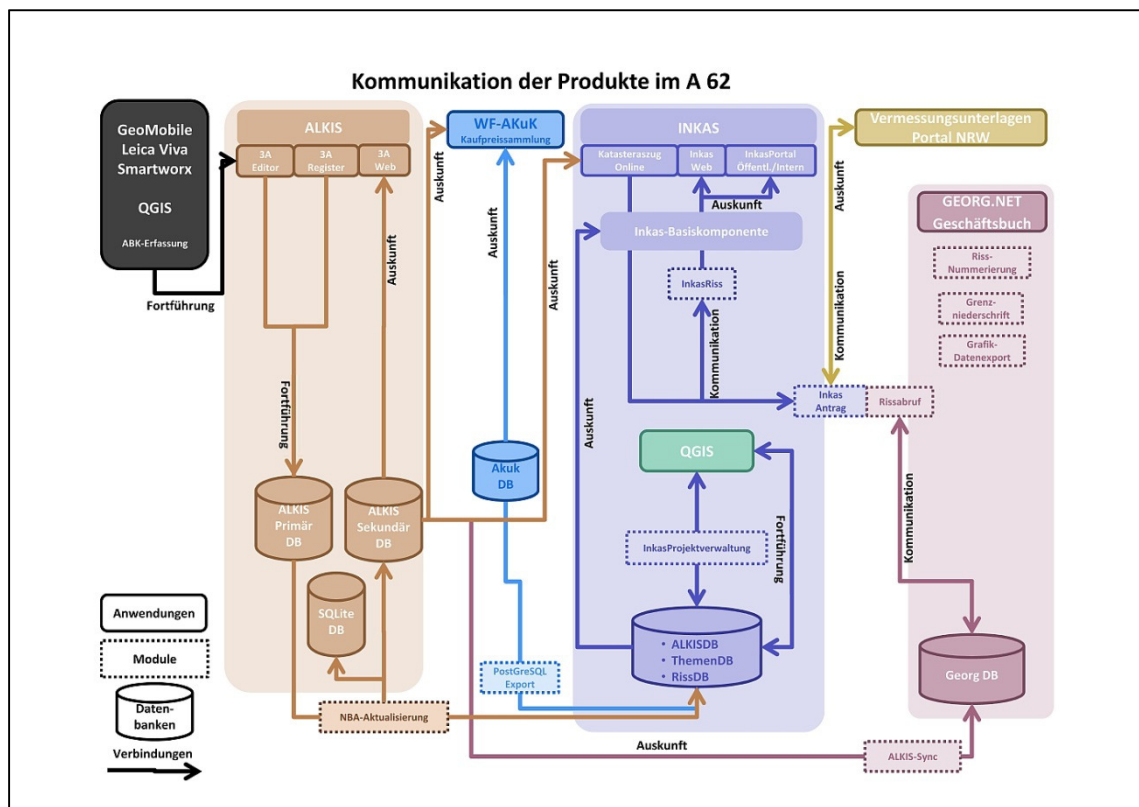 Kommunikation der Produkte im A 62
GeoMobile
Leica Viva
Smartworx
QGIS
ABK-Erfassung
Fortführung
ALKIS
3A
Editor
3A
Register
3A
Web
Auskunft
Fortführung
ALKIS
Primär
DB
ALKIS
Sekundär
DB
SQLite
DB
NBA-Aktualisierung
WF-AKuK
Kaufpreissammlung
Auskunft
Auskunft
Auskunft
Akuk
DB
PostGreSQL
Export
INKAS
Katasteraszug
Online
Inkas
Web
InkasPortal
Öffentl./Intern
Auskunft
Inkas-Basiskomponente
InkasRiss
Kommunikation
Auskunft
QGIS
InkasProjektverwaltung
Fortführung
• ALKISDB
• ThemenDB
• RissDB
Vermessungsunterlagen
Portal NRW
Auskunft
Kommunikation
Inkas
Antrag
Rissabruf
GEORG.NET
Geschäftsbuch
Riss-
Nummerierung
Grenz-
niederschrift
Grafik-
Datenexport
Kommunikation
Georg DB
Auskunft
ALKIS-Sync
Anwendungen
Module
Daten-
banken
Verbindungen